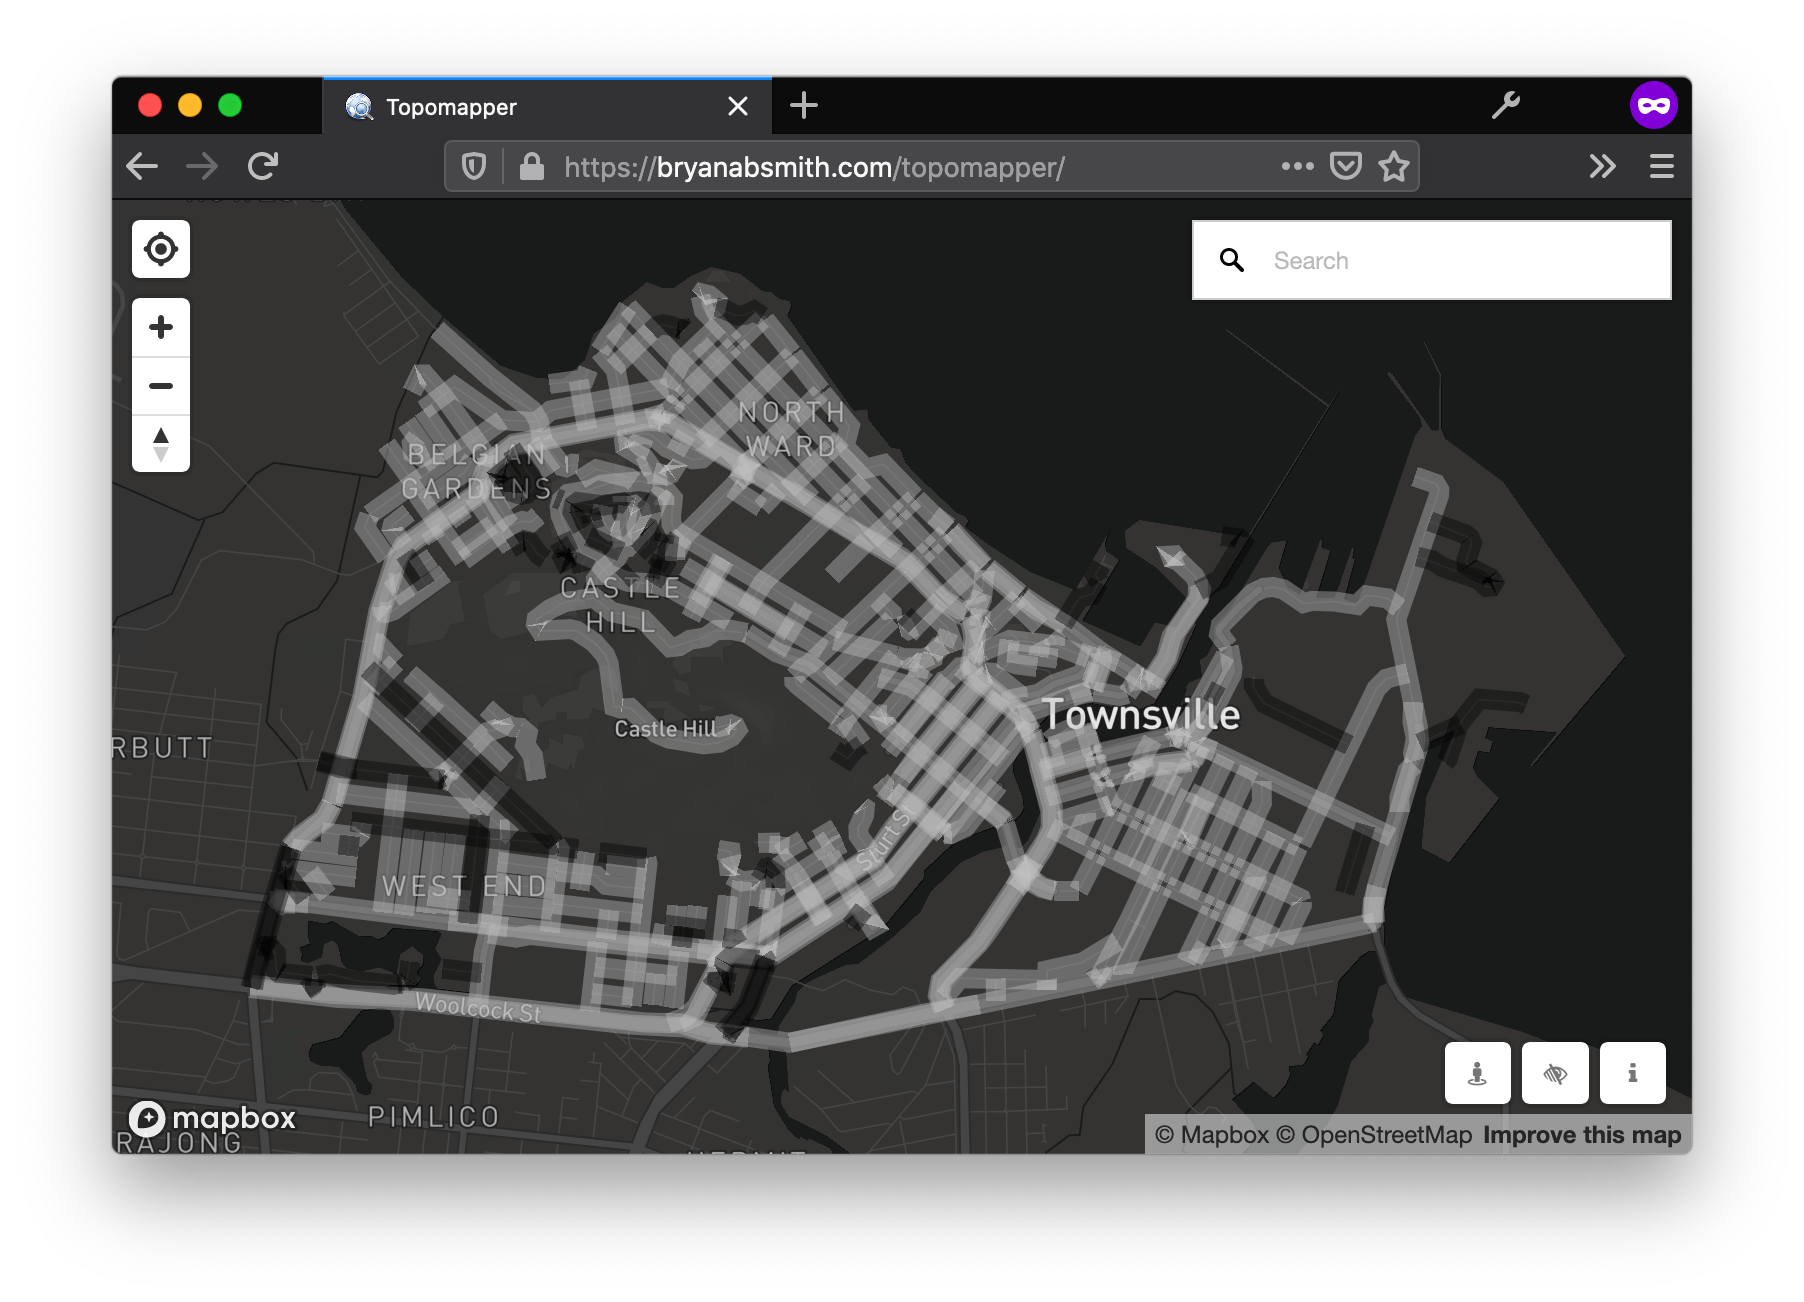 Topomapper
https://bryanabsmith.com/topomapper/
Search
NORTH
WARD
BELGIAN
GARDENS
CASTLE
HILL
Castle Hill
Townsville
RBUTT
Sturt S
WEST END
Woolcock St
PIMLICO
mapbox
RAJONG
© Mapbox © OpenStreetMap Improve this map